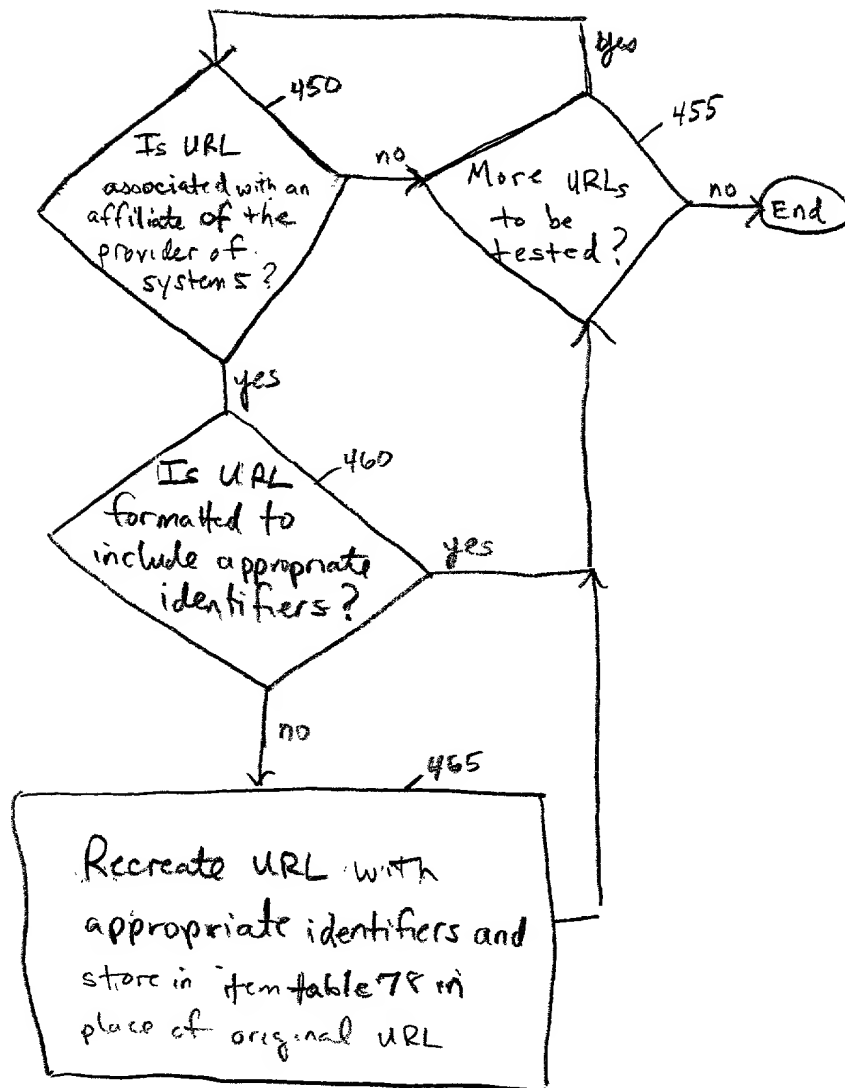 yes
450
Is URL
associated with an
affiliate of the
provider of
system 5?
no
455
More URLs
to be
tested?
no
End
yes
460
Is URL
formatted to
include appropriate
identifiers?
yes
no
465
Recreate URL with
appropriate identifiers and
store in item table 78 in
place of original URL